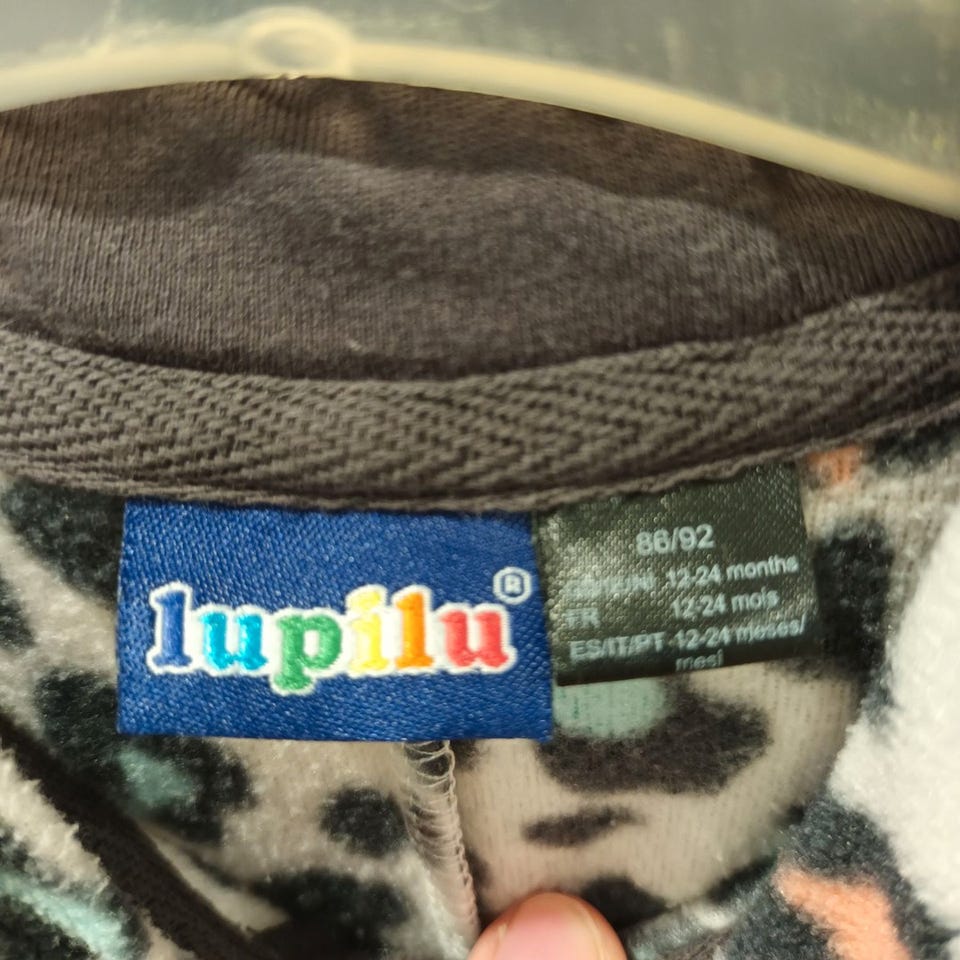 lupilu®
86/92
12-24 months
FR 12-24 mois
ES/IT/PT 12-24 meses/
mesi